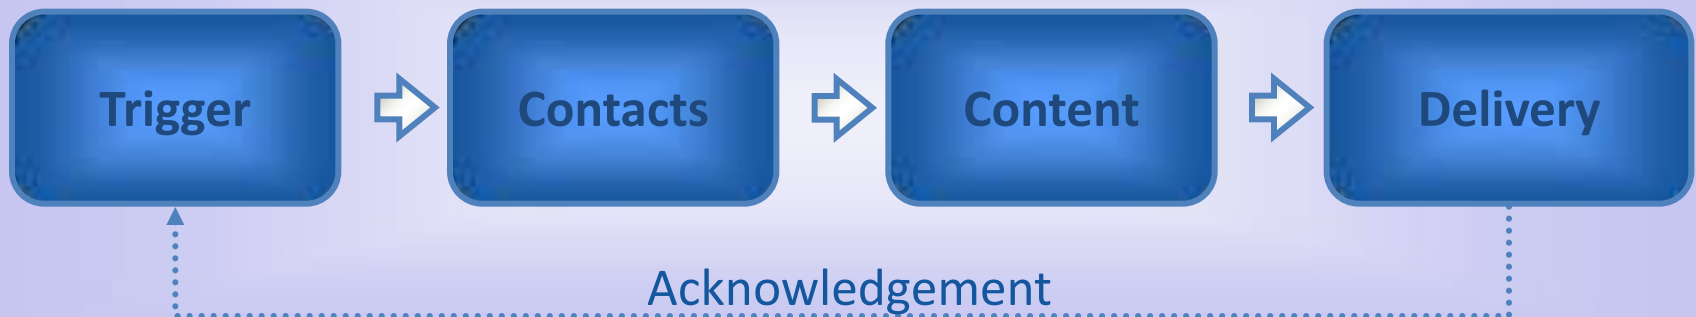 Trigger
Contacts
Content
Delivery
Acknowledgement